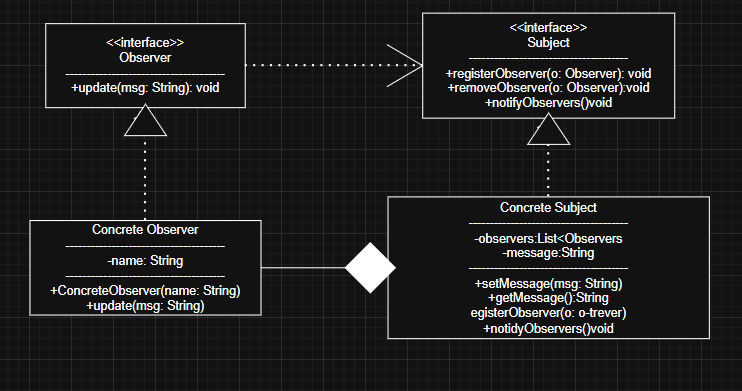 <<interface>>
Observer
+update(msg: String): void
<<interface>>
Subject
+registerObserver(o: Observer): void
+removeObserver(o: Observer):void
+notifyObservers()void
Concrete Observer
-name: String
+ConcreteObserver(name: String)
+update(msg: String)
Concrete Subject
-observers:List<Observers
-message:String
+setMessage(msg: String)
+getMessage():String
egisterObserver(o: o-trever)
+notidyObservers()void